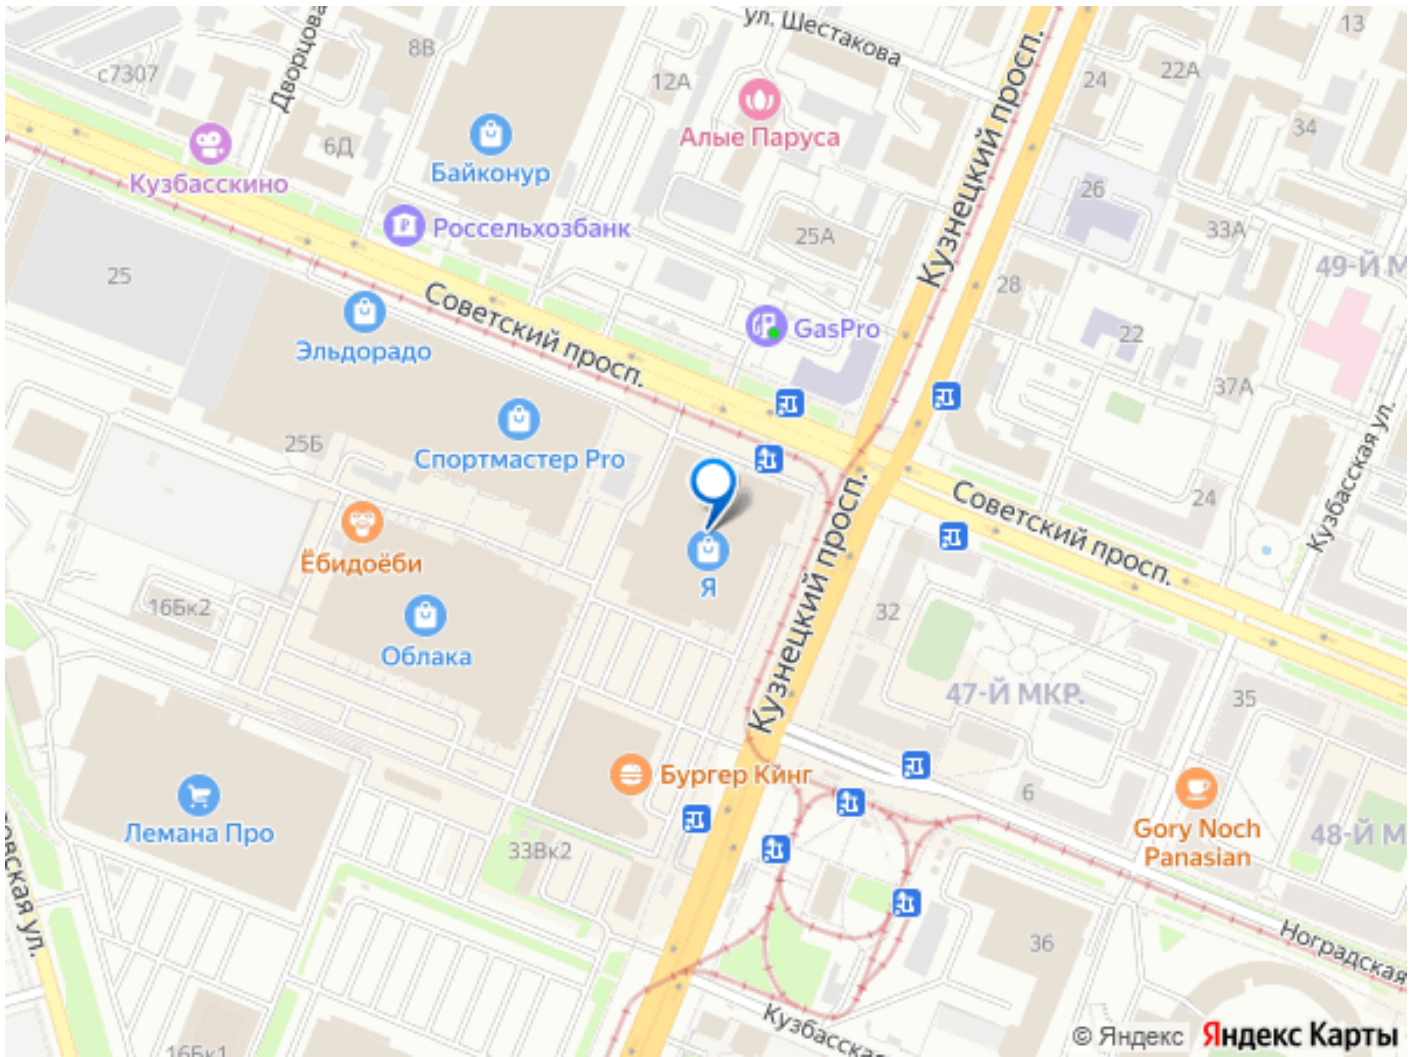 ул. Шестакова
13
8В
с7307
Дворцова
12А
22А
24
Кузнецкий просп.
34
Алые Паруса
6Д
Байконур
Кузбасскино
26
Россельхозбанк
25А
33А
49-Й М
25
28
Советский просп.
GasPro
22
Эльдорадо
37А
25Б
Спортмастер Pro
Кузбасская ул.
24
Советский просп.
Кузнецкий просп.
Ёбидоёби
Я
16Бк2
32
Облака
47-Й МКР.
35
Бургер Кинг
6
Лемана Про
Gory Noch
Panasian
48-Й М
33Вк2
овская ул.
36
Ноградская
Кузбасская
16Бк1
© Яндекс
Яндекс Карты